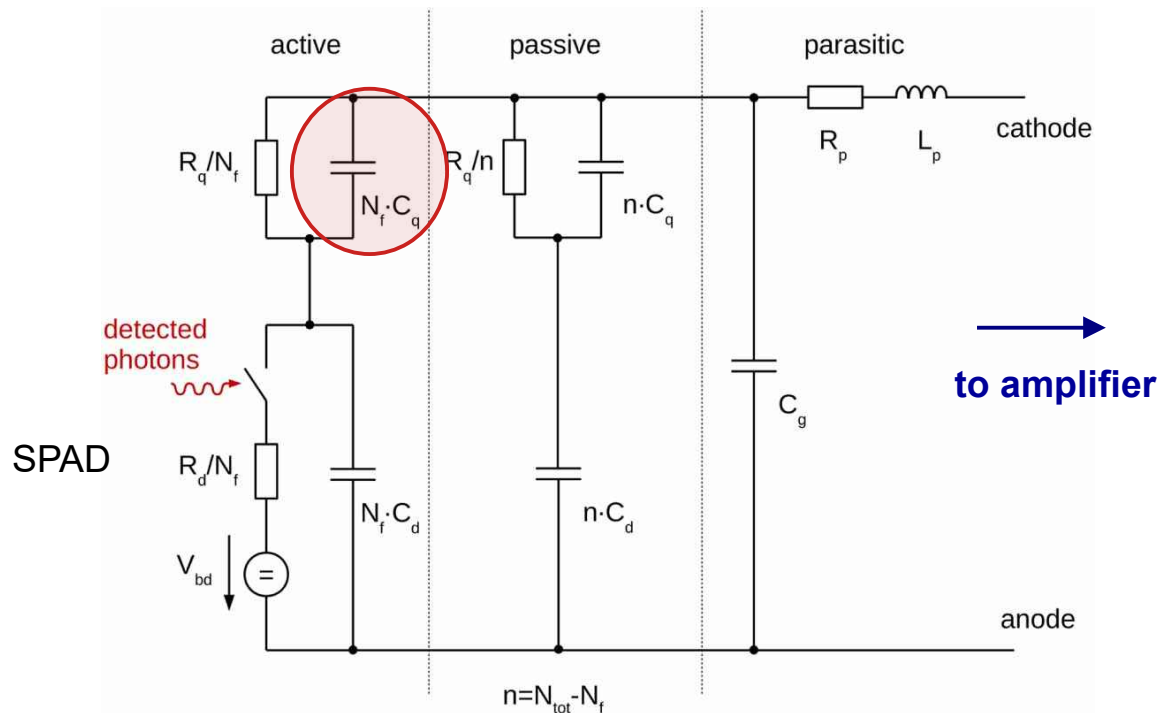 active
passive
parasitic
cathode
R_q/N_f
N_f·C_q
R_q/n
n·C_q
R_p
L_p
detected
photons
to amplifier
C_g
SPAD
R_d/N_f
N_f·C_d
n·C_d
V_bd
=
anode
n=N_tot-N_f